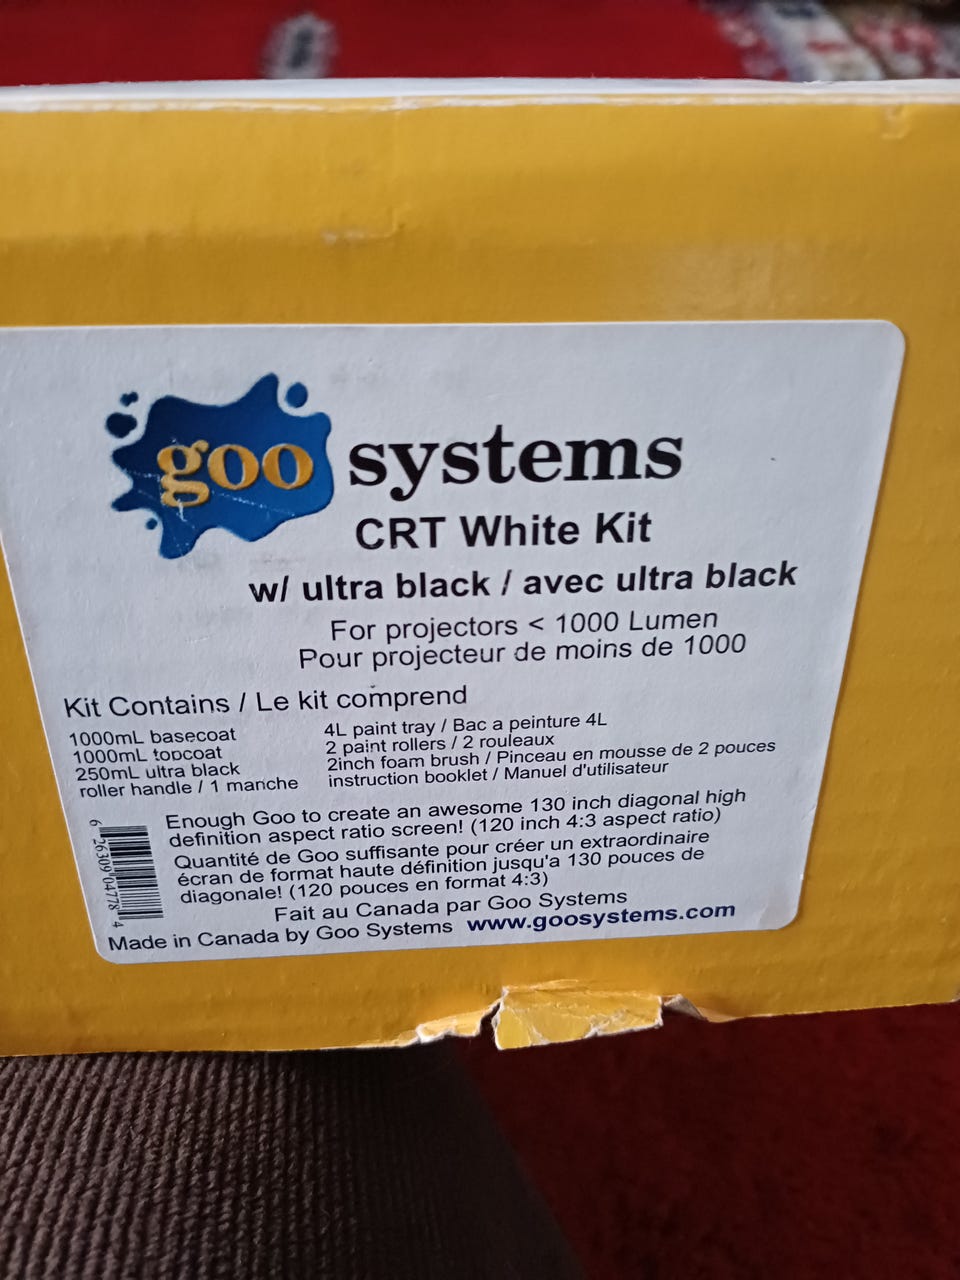 goo systems
CRT White Kit
w/ ultra black / avec ultra black
For projectors < 1000 Lumen
Pour projecteur de moins de 1000
Kit Contains / Le kit comprend
1000mL basecoat
1000mL topcoat
250mL ultra black
roller handle / 1 manche
4L paint tray / Bac a peinture 4L
2 paint rollers / 2 rouleaux
2inch foam brush / Pinceau en mousse de 2 pouces
instruction booklet / Manuel d'utilisateur
Enough Goo to create an awesome 130 inch diagonal high
definition aspect ratio screen! (120 inch 4:3 aspect ratio)
Quantité de Goo suffisante pour créer un extraordinaire
écran de format haute définition jusqu'a 130 pouces de
diagonale! (120 pouces en format 4:3)
Fait au Canada par Goo Systems
Made in Canada by Goo Systems www.goosystems.com
6 26309 04778 4